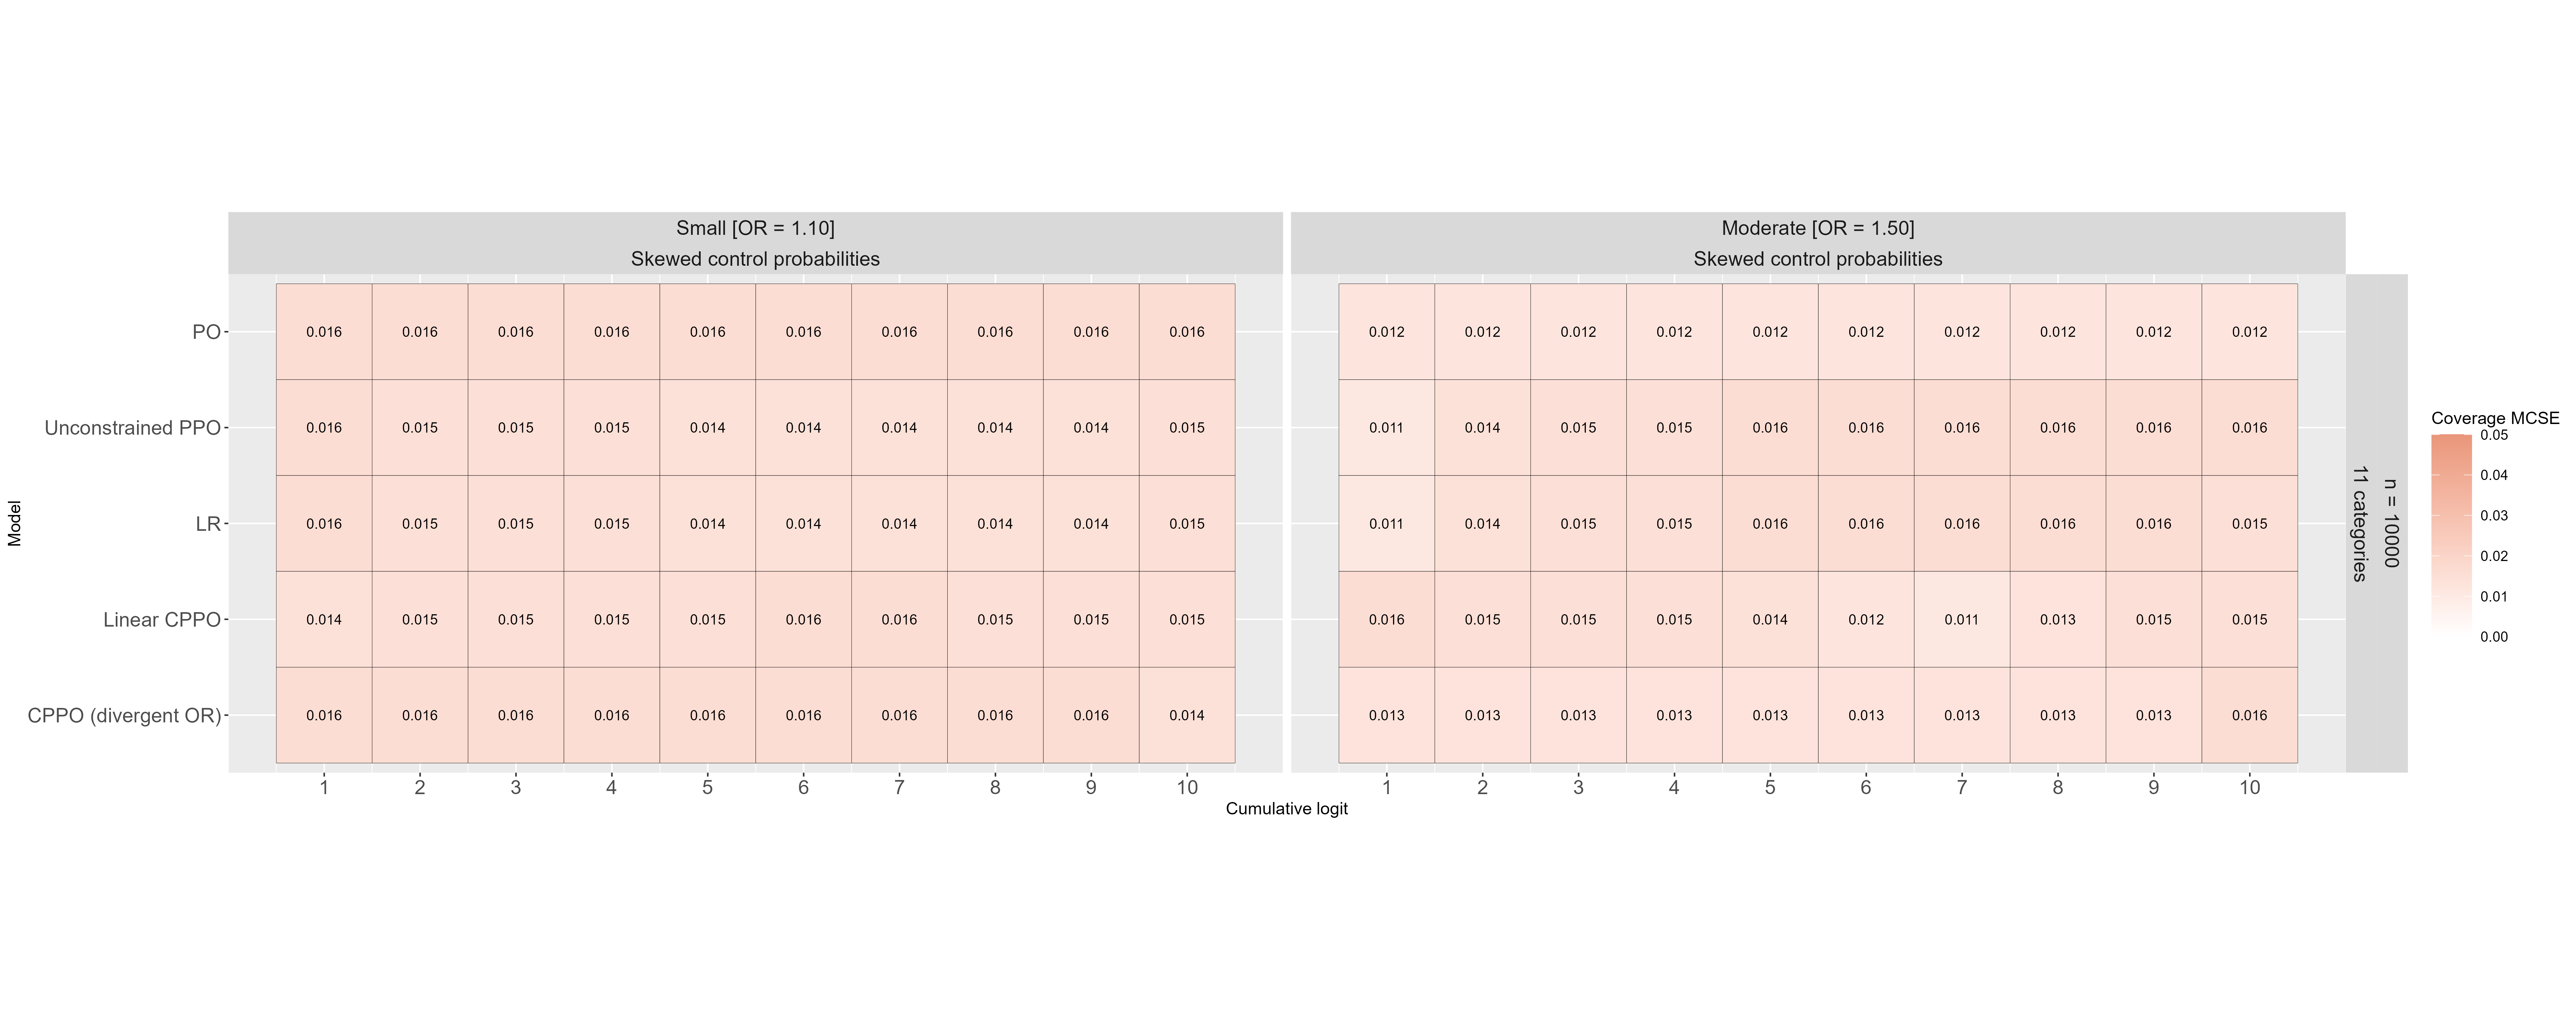 Small [OR = 1.10]
Skewed control probabilities
Moderate [OR = 1.50]
Skewed control probabilities
PO 0.016 0.016 0.016 0.016 0.016 0.016 0.016 0.016 0.016 0.016 0.012 0.012 0.012 0.012 0.012 0.012 0.012 0.012 0.012 0.012
Unconstrained PPO 0.016 0.015 0.015 0.015 0.014 0.014 0.014 0.014 0.014 0.015 0.011 0.014 0.015 0.015 0.016 0.016 0.016 0.016 0.016 0.016
LR 0.016 0.015 0.015 0.015 0.014 0.014 0.014 0.014 0.014 0.015 0.011 0.014 0.015 0.015 0.016 0.016 0.016 0.016 0.016 0.015
Linear CPPO 0.014 0.015 0.015 0.015 0.015 0.016 0.016 0.015 0.015 0.015 0.016 0.015 0.015 0.015 0.014 0.012 0.011 0.013 0.015 0.015
CPPO (divergent OR) 0.016 0.016 0.016 0.016 0.016 0.016 0.016 0.016 0.016 0.014 0.013 0.013 0.013 0.013 0.013 0.013 0.013 0.013 0.013 0.016
1 2 3 4 5 6 7 8 9 10 1 2 3 4 5 6 7 8 9 10
Cumulative logit
Model
n = 10000
11 categories
Coverage MCSE
0.05
0.04
0.03
0.02
0.01
0.00